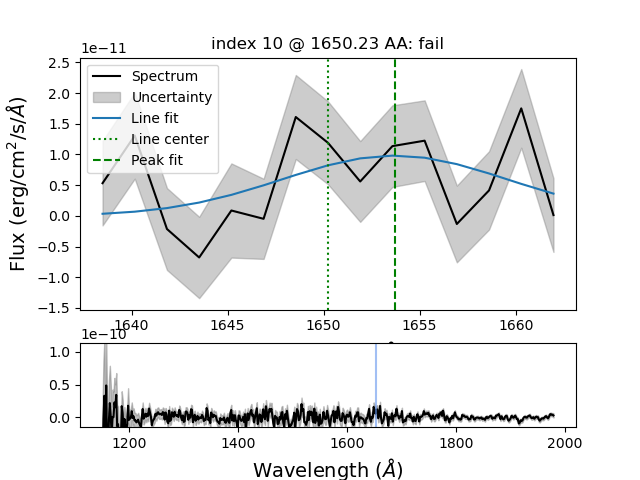 index 10 @ 1650.23 AA: fail
1e−11
Flux (erg/cm²/s/Å)
2.5
2.0
1.5
1.0
0.5
0.0
−0.5
−1.0
−1.5
Spectrum
Uncertainty
Line fit
Line center
Peak fit
1640 1645 1650 1655 1660
1e−10
1.0
0.5
0.0
1200 1400 1600 1800 2000
Wavelength (Å)